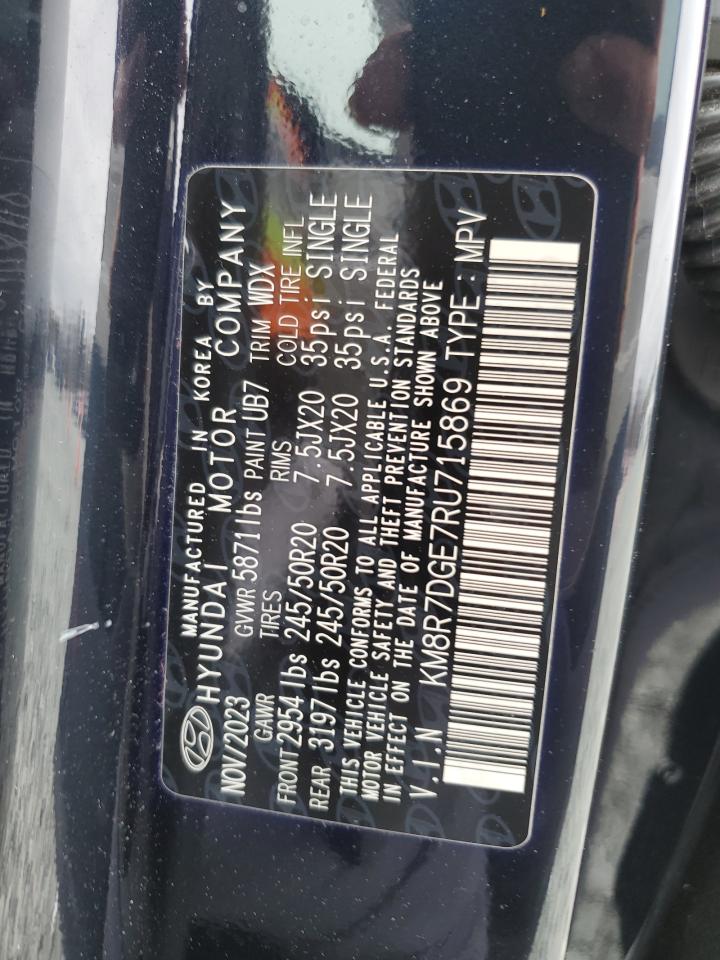 MANUFACTURED IN KOREA BY
HYUNDAI MOTOR COMPANY
NOV/2023 GVWR 5871lbs PAINT UB7 TRIM WDX
GAWR TIRES RIMS COLD TIRE INFL
FRONT 2954lbs 245/50R20 7.5JX20 35psi SINGLE
REAR 3197lbs 245/50R20 7.5JX20 35psi SINGLE
THIS VEHICLE CONFORMS TO ALL APPLICABLE U.S.A. FEDERAL
MOTOR VEHICLE SAFETY AND THEFT PREVENTION STANDARDS
IN EFFECT ON THE DATE OF MANUFACTURE SHOWN ABOVE
V.I.N KM8R7DGE7RU715869 TYPE : MPV